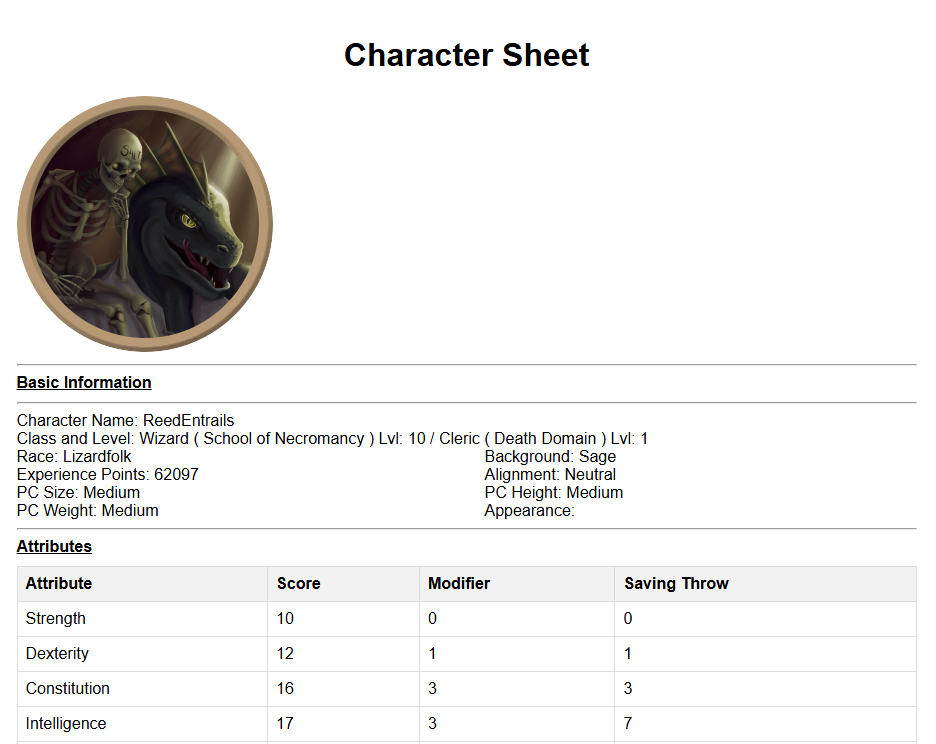 Character Sheet
Basic Information
Character Name: ReedEntrails
Class and Level: Wizard ( School of Necromancy ) Lvl: 10 / Cleric ( Death Domain ) Lvl: 1
Race: Lizardfolk Background: Sage
Experience Points: 62097 Alignment: Neutral
PC Size: Medium PC Height: Medium
PC Weight: Medium Appearance:
Attributes
Attribute Score Modifier Saving Throw
Strength 10 0 0
Dexterity 12 1 1
Constitution 16 3 3
Intelligence 17 3 7